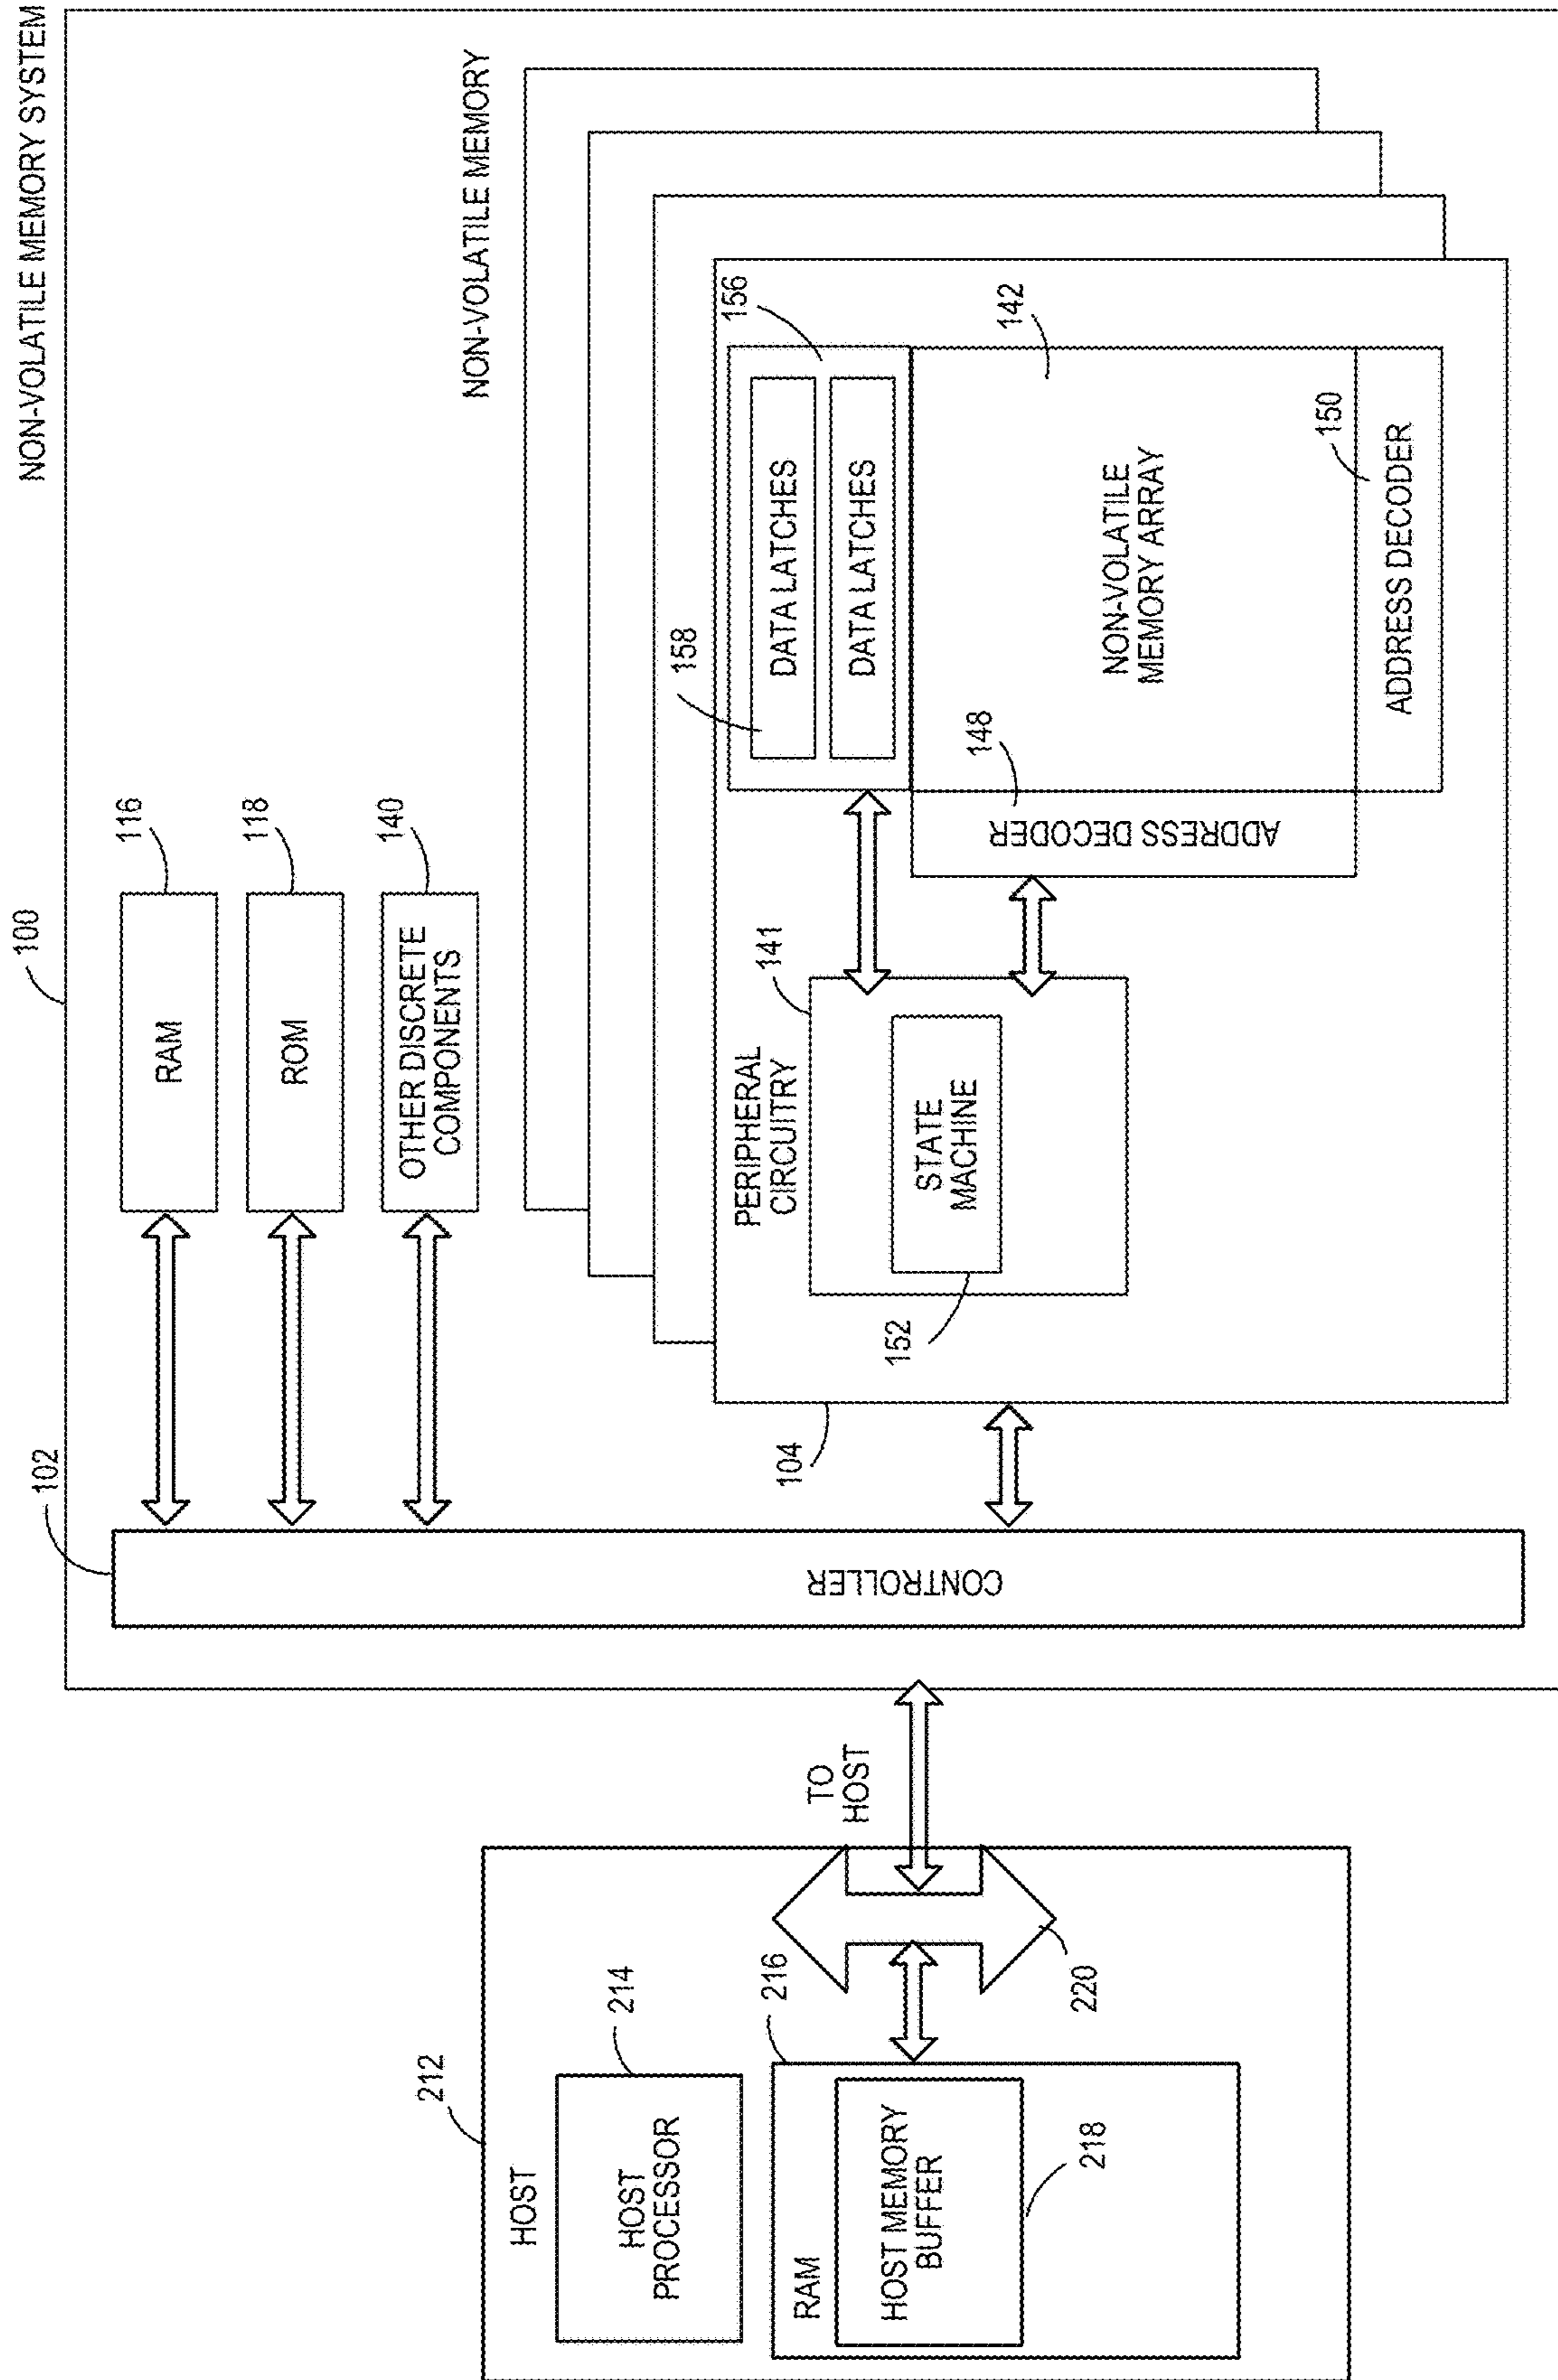 NON-VOLATILE MEMORY SYSTEM
100
102
116
RAM
118
ROM
140
OTHER DISCRETE
COMPONENTS
NON-VOLATILE MEMORY
104
PERIPHERAL
CIRCUITRY
141
STATE
MACHINE
152
158
156
DATA LATCHES
DATA LATCHES
148
ADDRESS DECODER
142
NON-VOLATILE
MEMORY ARRAY
150
ADDRESS DECODER
CONTROLLER
TO
HOST
212
HOST
214
HOST
PROCESSOR
216
RAM
HOST MEMORY
BUFFER
218
220